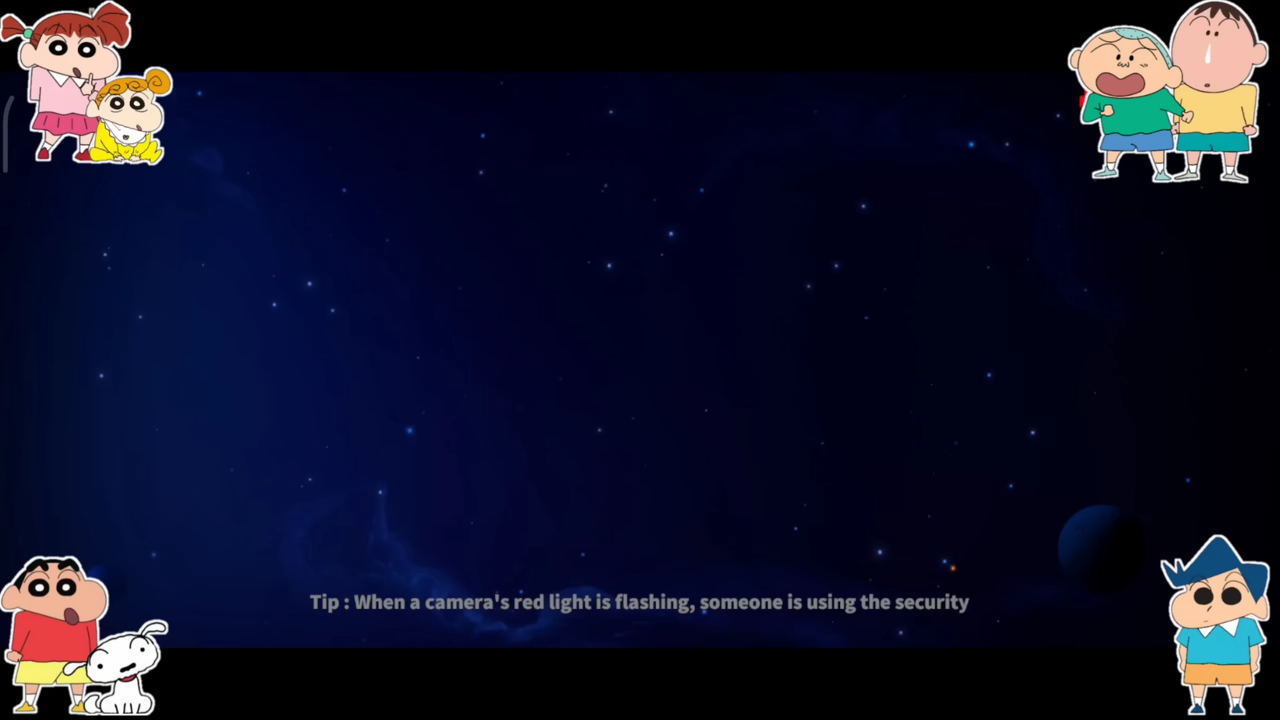 Tip : When a camera's red light is flashing, someone is using the security